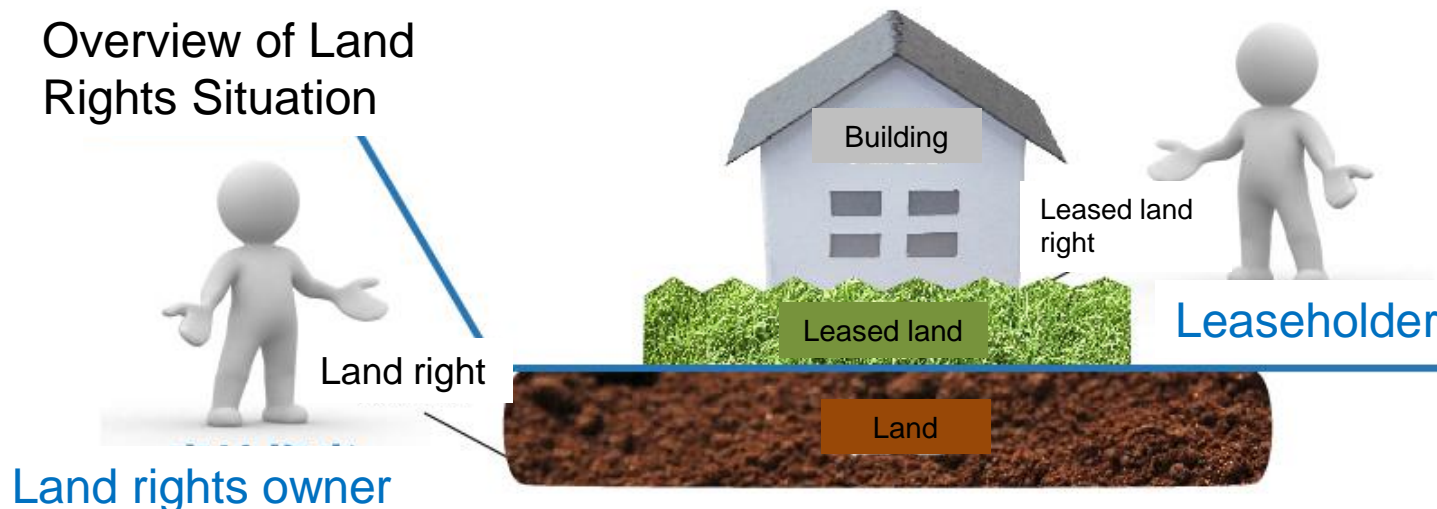 Overview of Land
Rights Situation
Building
Leased land
right
Leased land
Leaseholder
Land right
Land
Land rights owner